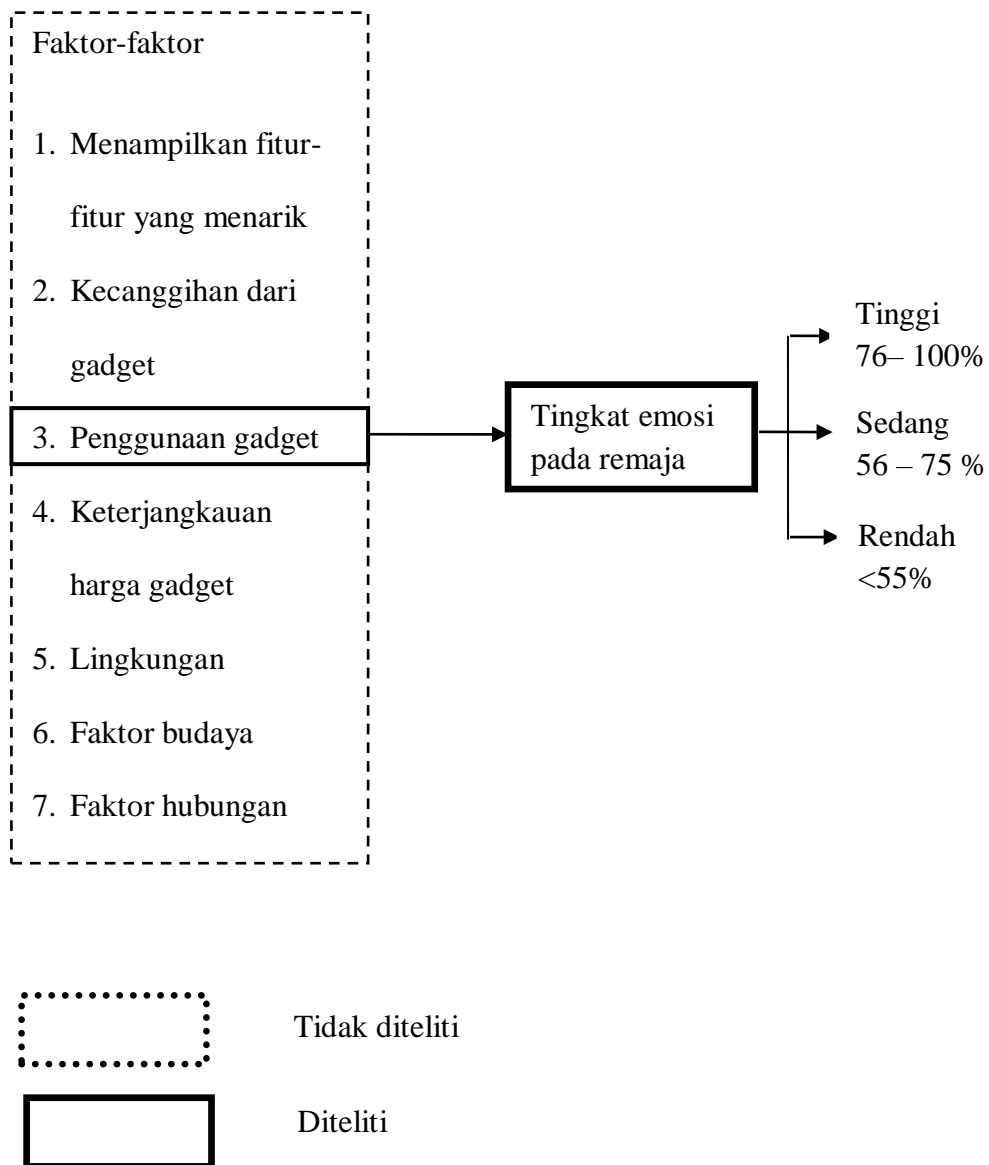 Faktor-faktor
1. Menampilkan fitur-
fitur yang menarik
2. Kecanggihan dari
gadget
3. Penggunaan gadget
4. Keterjangkauan
harga gadget
5. Lingkungan
6. Faktor budaya
7. Faktor hubungan
Tingkat emosi
pada remaja
Tinggi
76– 100%
Sedang
56 – 75 %
Rendah
<55%
Tidak diteliti
Diteliti